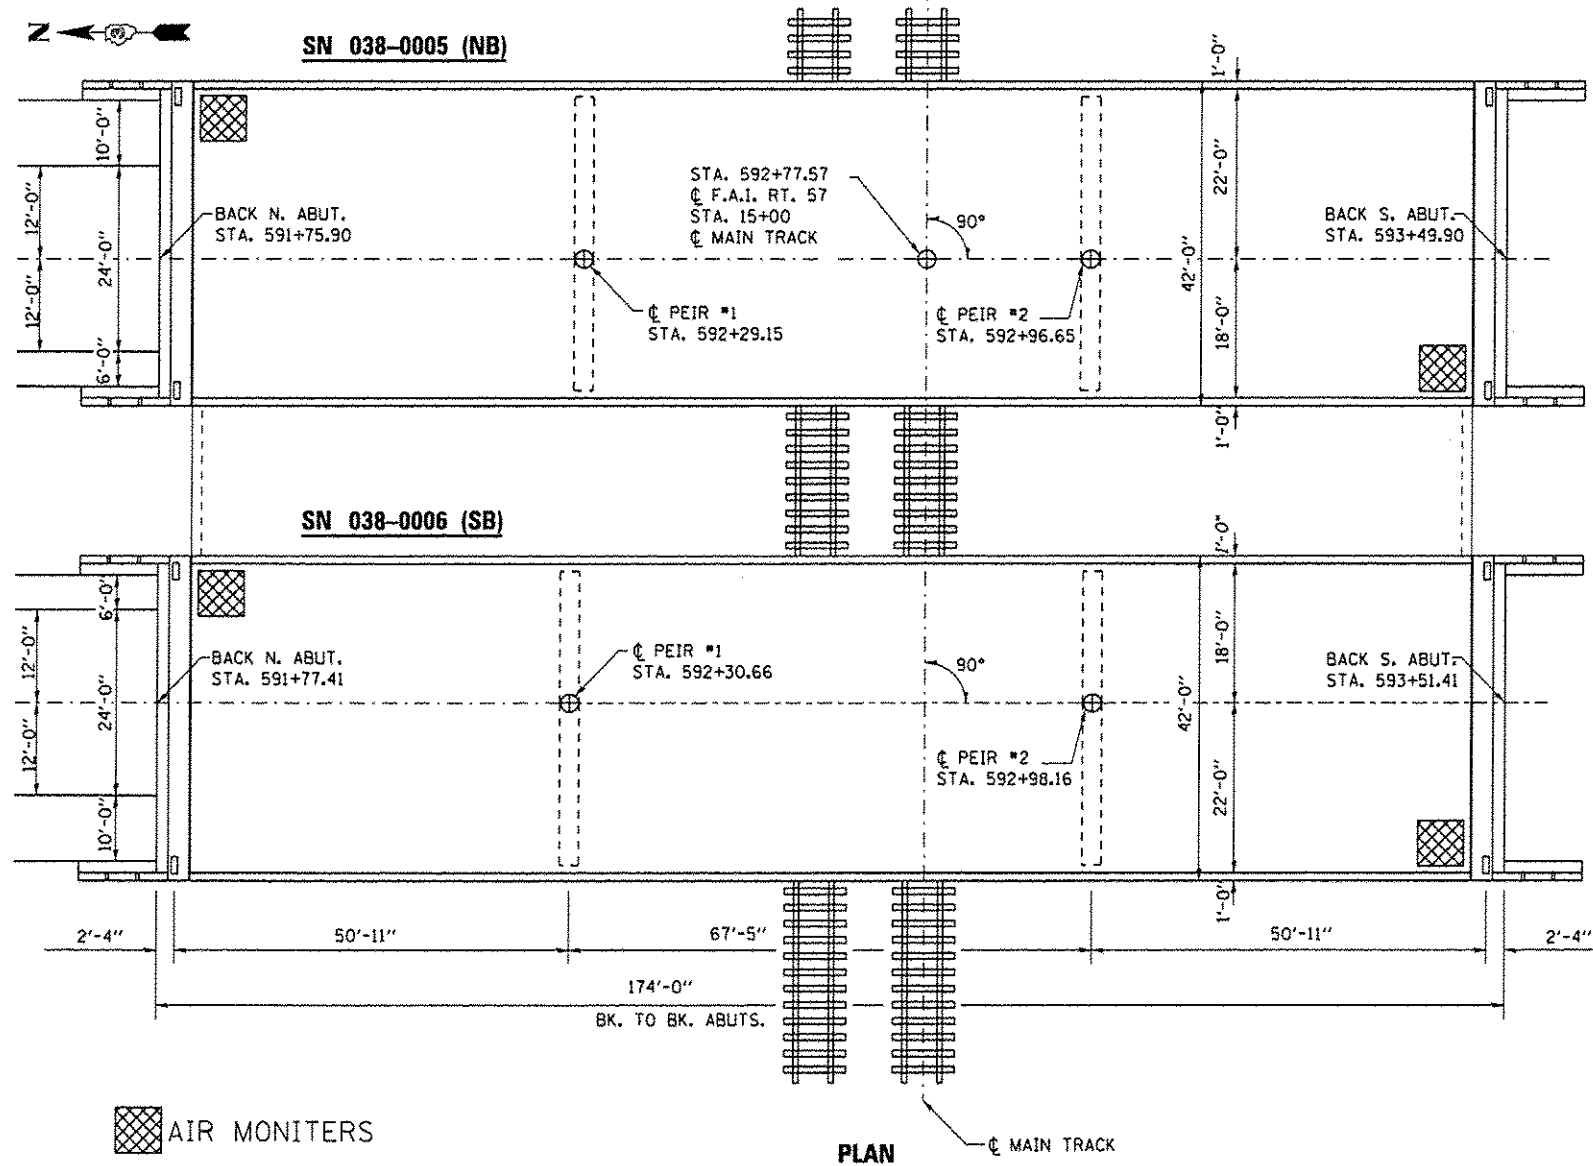 N
SN 038-0005 (NB)
1'-0"
10'-0"
12'-0"
24'-0"
12'-0"
6'-0"
BACK N. ABUT.
STA. 591+75.90
STA. 592+77.57
℄ F.A.I. RT. 57
STA. 15+00
℄ MAIN TRACK
90°
22'-0"
42'-0"
18'-0"
BACK S. ABUT.
STA. 593+49.90
℄ PEIR #1
STA. 592+29.15
℄ PEIR #2
STA. 592+96.65
1'-0"
SN 038-0006 (SB)
1'-0"
6'-0"
12'-0"
24'-0"
12'-0"
10'-0"
BACK N. ABUT.
STA. 591+77.41
℄ PEIR #1
STA. 592+30.66
90°
18'-0"
42'-0"
22'-0"
BACK S. ABUT.
STA. 593+51.41
℄ PEIR #2
STA. 592+98.16
1'-0"
2'-4"
50'-11"
67'-5"
50'-11"
2'-4"
174'-0"
BK. TO BK. ABUTS.
AIR MONITERS
℄ MAIN TRACK
PLAN